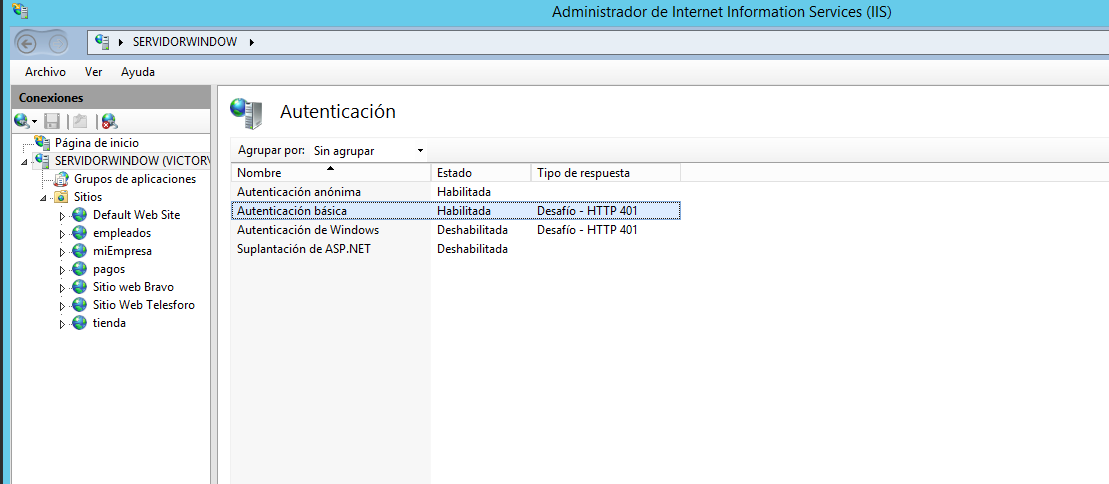 Administrador de Internet Information Services (IIS)
SERVIDORWINDOW
Archivo Ver Ayuda
Conexiones
Página de inicio
SERVIDORWINDOW (VICTORV
Grupos de aplicaciones
Sitios
Default Web Site
empleados
miEmpresa
pagos
Sitio web Bravo
Sitio Web Telesforo
tienda
Autenticación
Agrupar por: Sin agrupar
Nombre Estado Tipo de respuesta
Autenticación anónima Habilitada
Autenticación básica Habilitada Desafío - HTTP 401
Autenticación de Windows Deshabilitada Desafío - HTTP 401
Suplantación de ASP.NET Deshabilitada